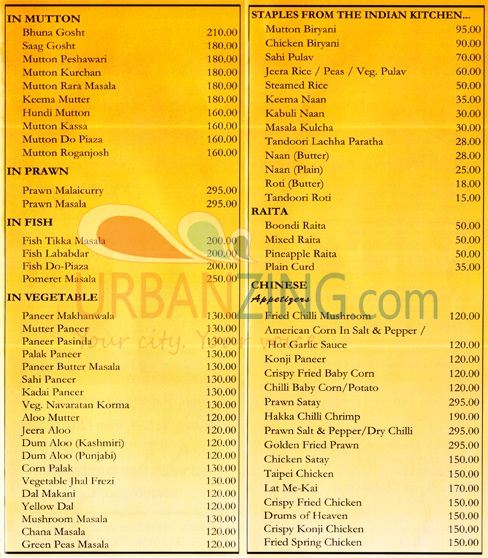 IN MUTTON
Bhuna Gosht 210.00
Saag Gosht 180.00
Mutton Peshawari 180.00
Mutton Kurchan 180.00
Mutton Rara Masala 180.00
Keema Mutter 180.00
Hundi Mutton 160.00
Mutton Kassa 160.00
Mutton Do Piaza 160.00
Mutton Roganjosh 160.00
IN PRAWN
Prawn Malaicurry 295.00
Prawn Masala 295.00
IN FISH
Fish Tikka Masala 200.00
Fish Lababdar 200.00
Fish Do-Piaza 200.00
Pomeret Masala 250.00
IN VEGETABLE
Paneer Makhanwala 130.00
Mutter Paneer 130.00
Paneer Pasinda 130.00
Palak Paneer 130.00
Paneer Butter Masala 130.00
Sahi Paneer 130.00
Kadai Paneer 130.00
Veg. Navaratan Korma 130.00
Aloo Mutter 120.00
Jeera Aloo 120.00
Dum Aloo (Kashmiri) 120.00
Dum Aloo (Punjabi) 120.00
Corn Palak 130.00
Vegetable Jhal Frezi 130.00
Dal Makani 120.00
Yellow Dal 120.00
Mushroom Masala 130.00
Chana Masala 120.00
Green Peas Masala 120.00
STAPLES FROM THE INDIAN KITCHEN...
Mutton Biryani 95.00
Chicken Biryani 90.00
Sahi Pulav 70.00
Jeera Rice / Peas / Veg. Pulav 60.00
Steamed Rice 50.00
Keema Naan 35.00
Kabuli Naan 30.00
Masala Kulcha 30.00
Tandoori Lachha Paratha 28.00
Naan (Butter) 28.00
Naan (Plain) 25.00
Roti (Butter) 18.00
Tandoori Roti 15.00
RAITA
Boondi Raita 50.00
Mixed Raita 50.00
Pineapple Raita 50.00
Plain Curd 35.00
CHINESE
Appetizers
Fried Chilli Mushroom 120.00
American Corn In Salt & Pepper /
Hot Garlic Sauce 120.00
Konji Paneer 120.00
Crispy Fried Baby Corn 120.00
Chilli Baby Corn/Potato 120.00
Prawn Satay 295.00
Hakka Chilli Chrimp 190.00
Prawn Salt & Pepper/Dry Chilli 295.00
Golden Fried Prawn 295.00
Chicken Satay 150.00
Taipei Chicken 150.00
Lat Me-Kai 170.00
Crispy Fried Chicken 150.00
Drums of Heaven 150.00
Crispy Konji Chicken 150.00
Fried Spring Chicken 150.00
URBANZING.com
Your city. Your